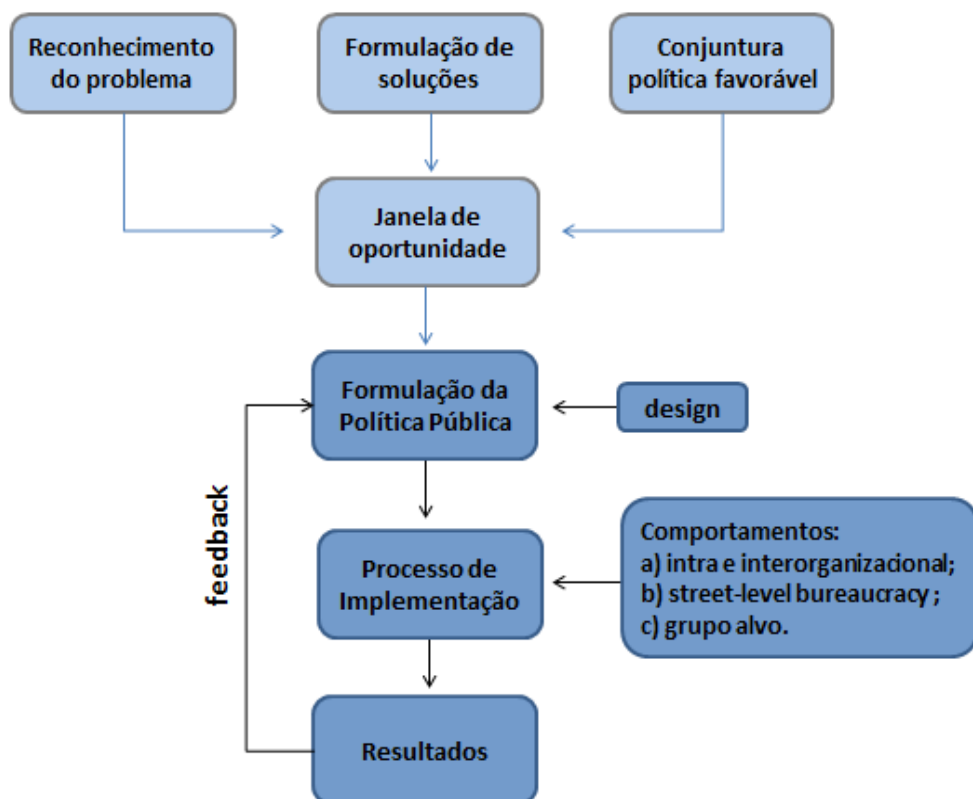 Reconhecimento
do problema
Formulação de
soluções
Conjuntura
política favorável
Janela de
oportunidade
Formulação da
Política Pública
design
feedback
Processo de
Implementação
Comportamentos:
a) intra e interorganizacional;
b) street-level bureaucracy ;
c) grupo alvo.
Resultados